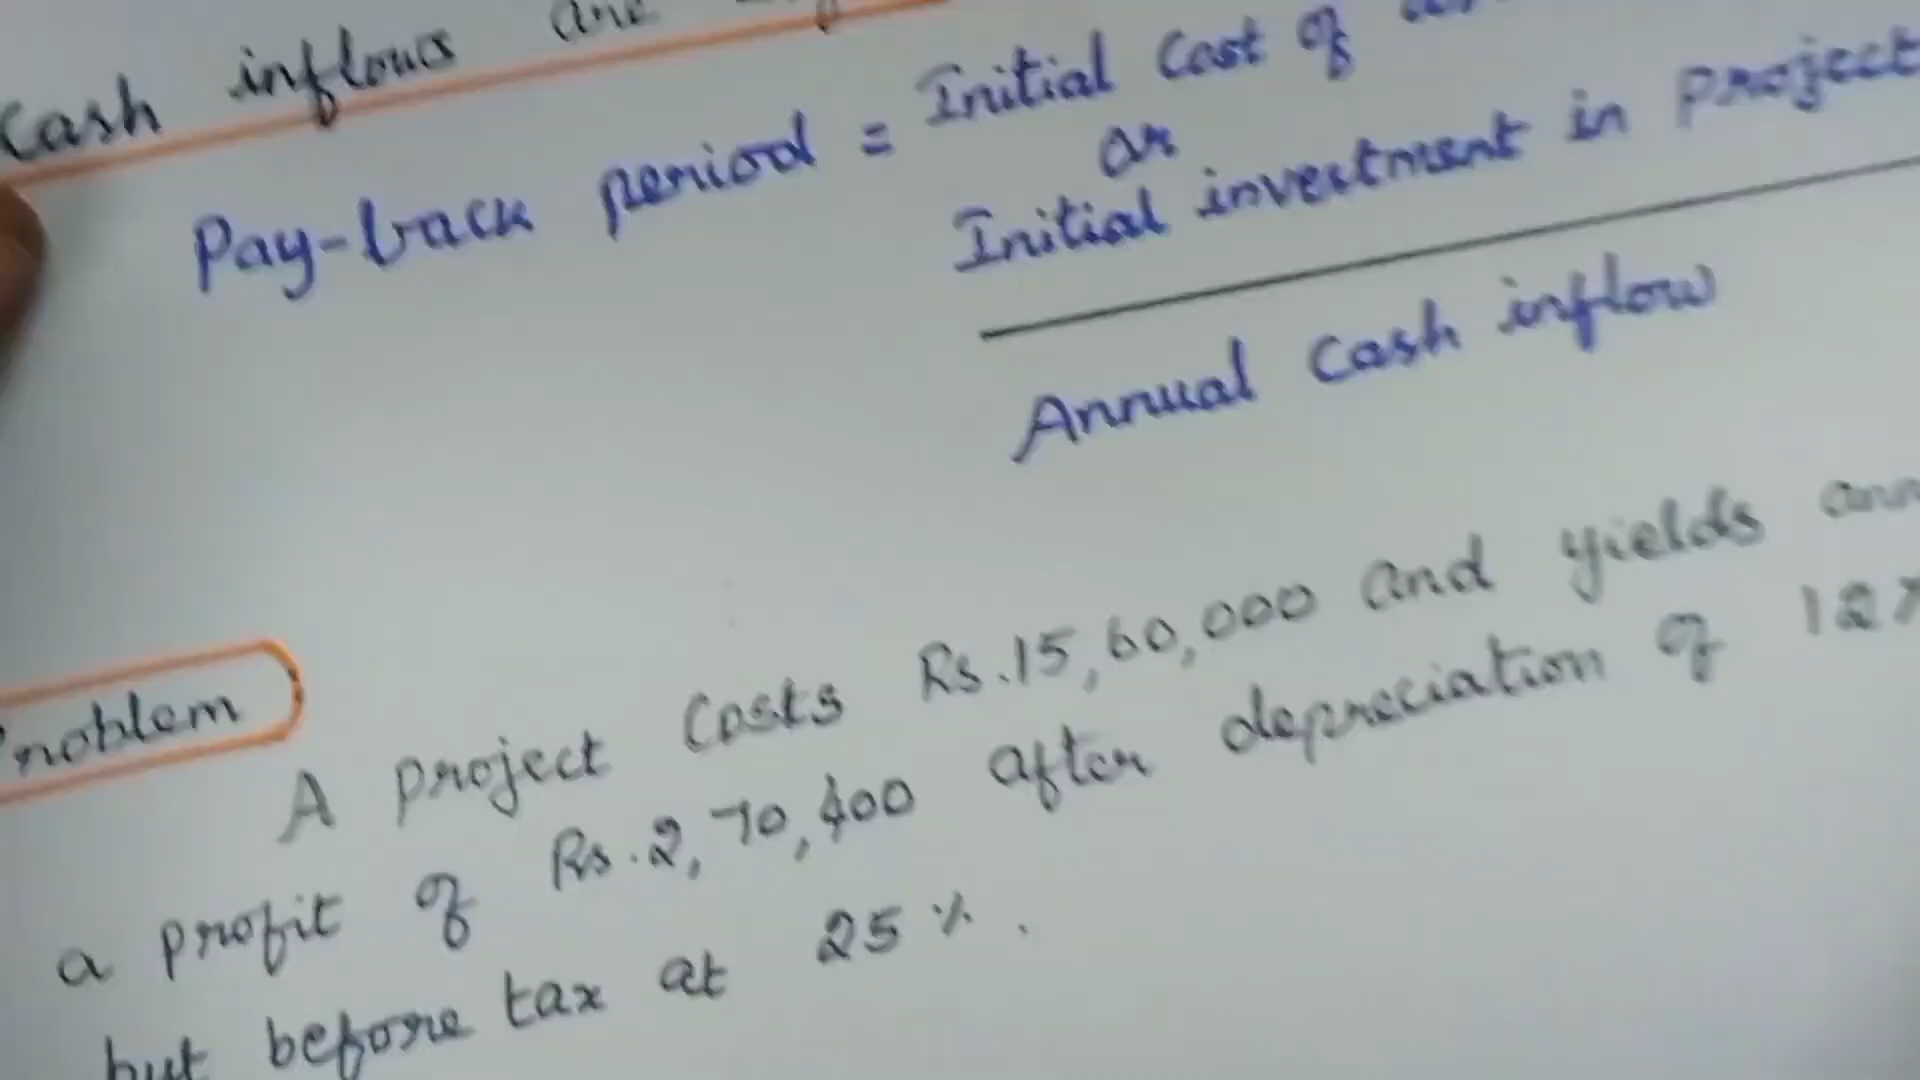 Cash inflows are
Pay-back period = Initial Cost of
or
Initial investment in Project
Annual Cash inflow
Problem
A project Costs Rs.15,60,000 and yields
a profit of Rs.2,70,400 after depreciation of 12%
but before tax at 25%.